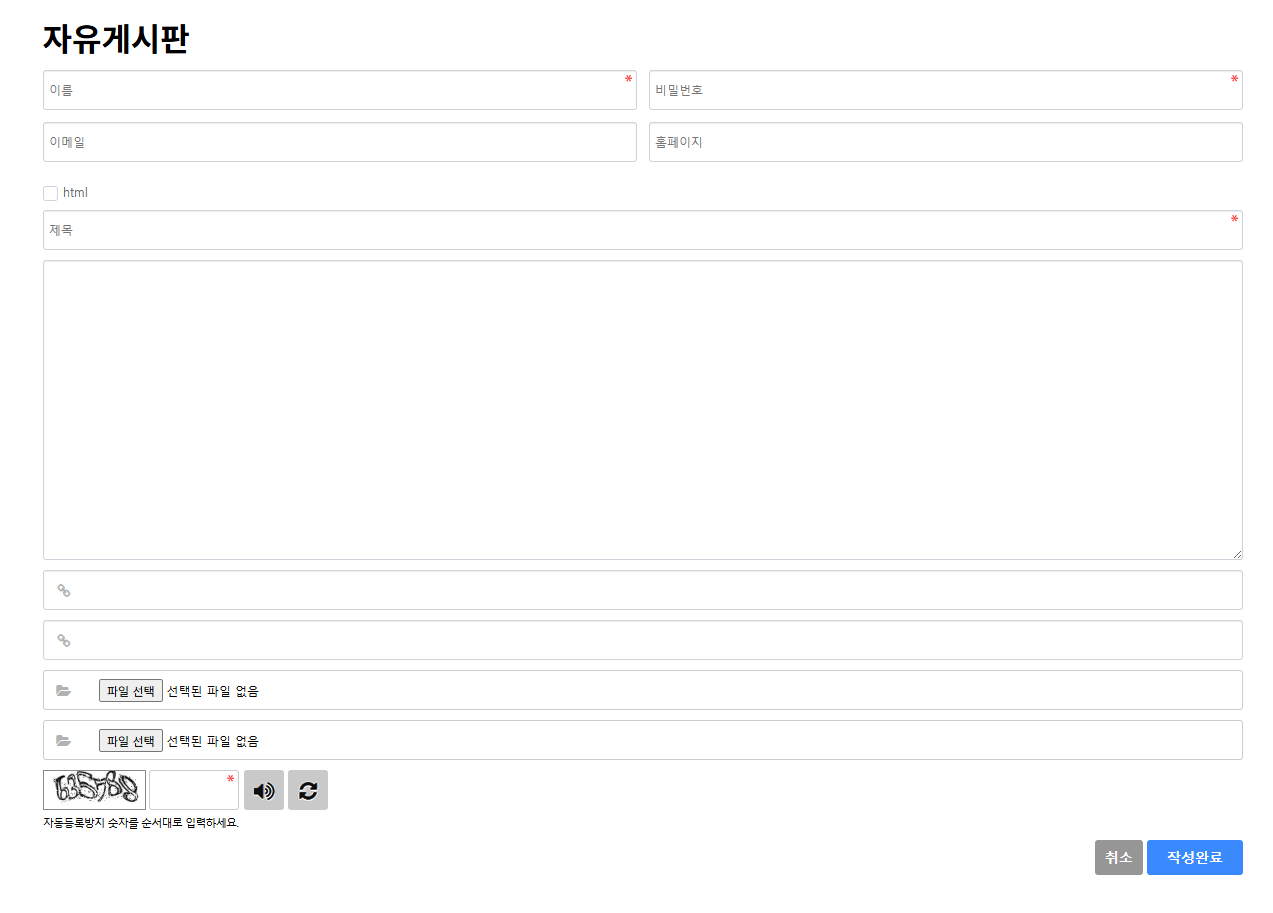 자유게시판
이름 * 비밀번호 *
이메일 홈페이지
html
제목 *
파일 선택 선택된 파일 없음
파일 선택 선택된 파일 없음
*
자동등록방지 숫자를 순서대로 입력하세요.
취소 작성완료